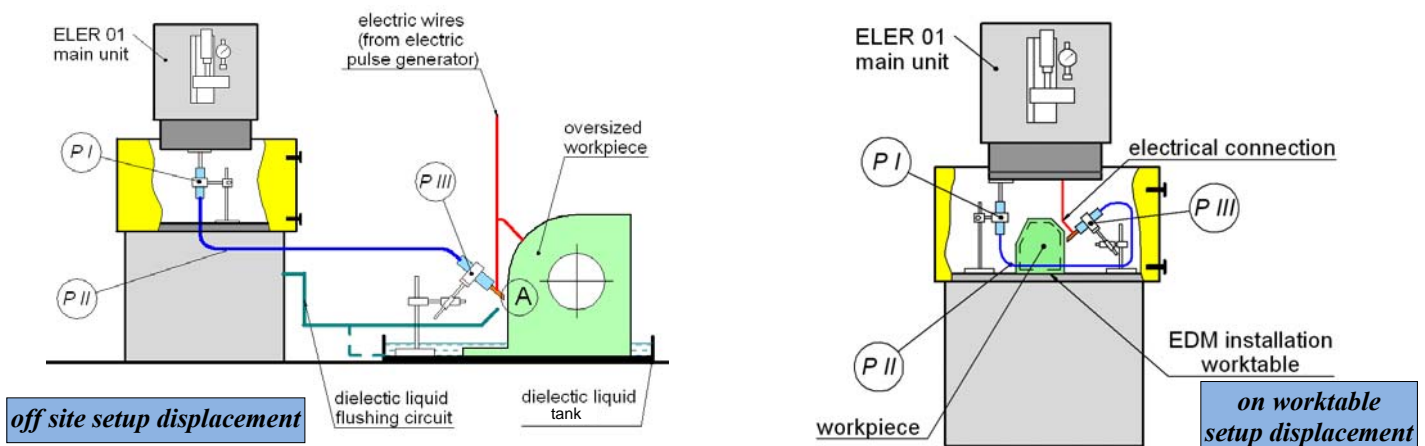 ELER 01
main unit
electric wires
(from electric
pulse generator)
oversized
workpiece
P I
P III
P II
A
dielectic liquid
flushing circuit
dielectic liquid
tank
off site setup displacement
ELER 01
main unit
electrical connection
P I
P III
P II
EDM installation
worktable
workpiece
on worktable
setup displacement